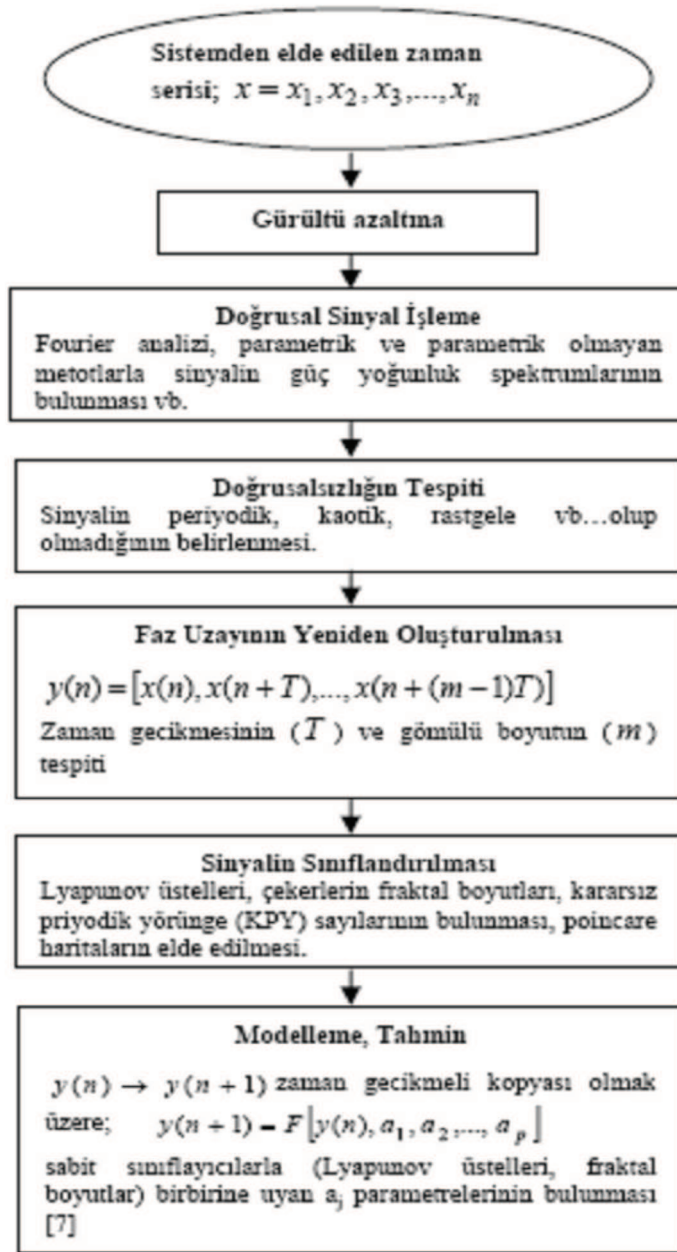 Sistemden elde edilen zaman
serisi; x = x₁, x₂, x₃,..., xₙ
Gürültü azaltma
Doğrusal Sinyal İşleme
Fourier analizi, parametrik ve parametrik olmayan
metotlarla sinyalin güç yoğunluk spektrumlarının
bulunması vb.
Doğrusalsızlığın Tespiti
Sinyalin periyodik, kaotik, rastgele vb…olup
olmadığının belirlenmesi.
Faz Uzayının Yeniden Oluşturulması
y(n) = [x(n), x(n + T),..., x(n + (m − 1)T)]
Zaman gecikmesinin (T) ve gömülü boyutun (m)
tespiti
Sinyalin Sınıflandırılması
Lyapunov üstelleri, çekerlerin fraktal boyutları, kararsız
priyodik yörünge (KPY) sayılarının bulunması, poincare
haritaların elde edilmesi.
Modelleme, Tahmin
y(n) → y(n + 1) zaman gecikmeli kopyası olmak
üzere; y(n + 1) = F[y(n), a₁, a₂,..., aₚ]
sabit sınıflayıcılarla (Lyapunov üstelleri, fraktal
boyutlar) birbirine uyan aⱼ parametrelerinin bulunması
[7]